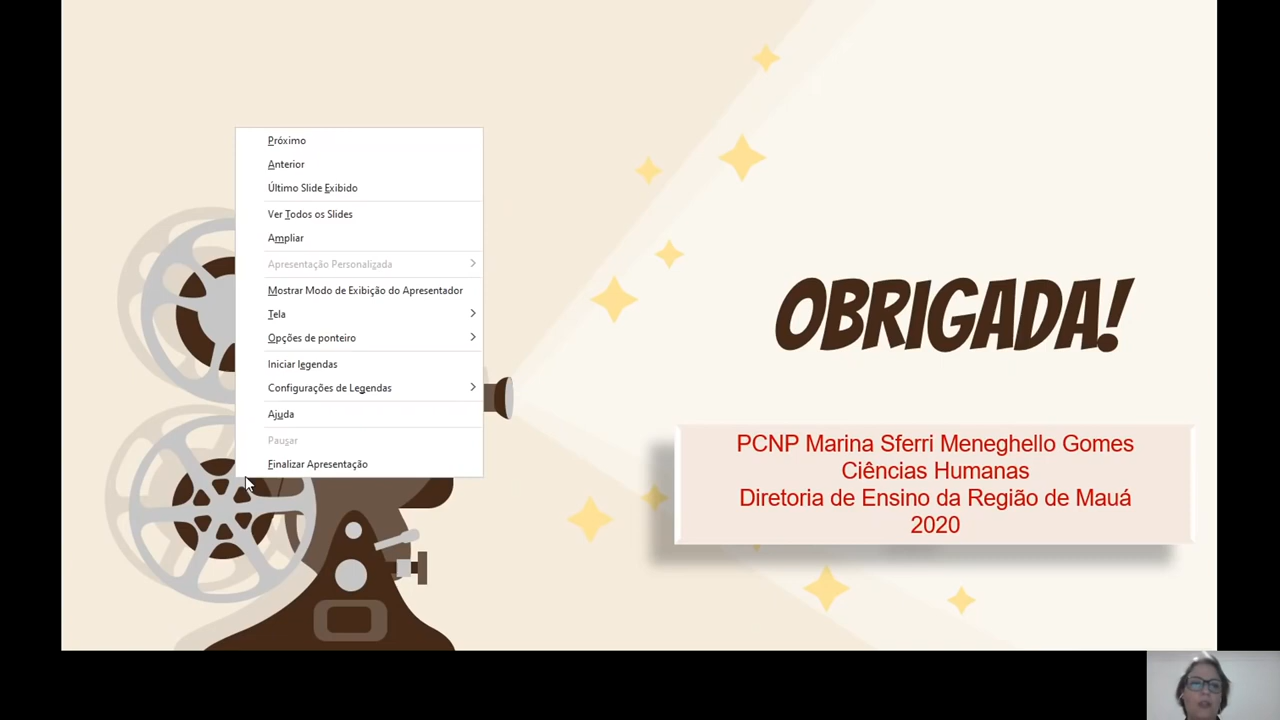 Próximo
Anterior
Último Slide Exibido
Ver Todos os Slides
Ampliar
Apresentação Personalizada
Mostrar Modo de Exibição do Apresentador
Tela
Opções de ponteiro
Iniciar legendas
Configurações de Legendas
Ajuda
Pausar
Finalizar Apresentação
OBRIGADA!
PCNP Marina Sferri Meneghello Gomes
Ciências Humanas
Diretoria de Ensino da Região de Mauá
2020